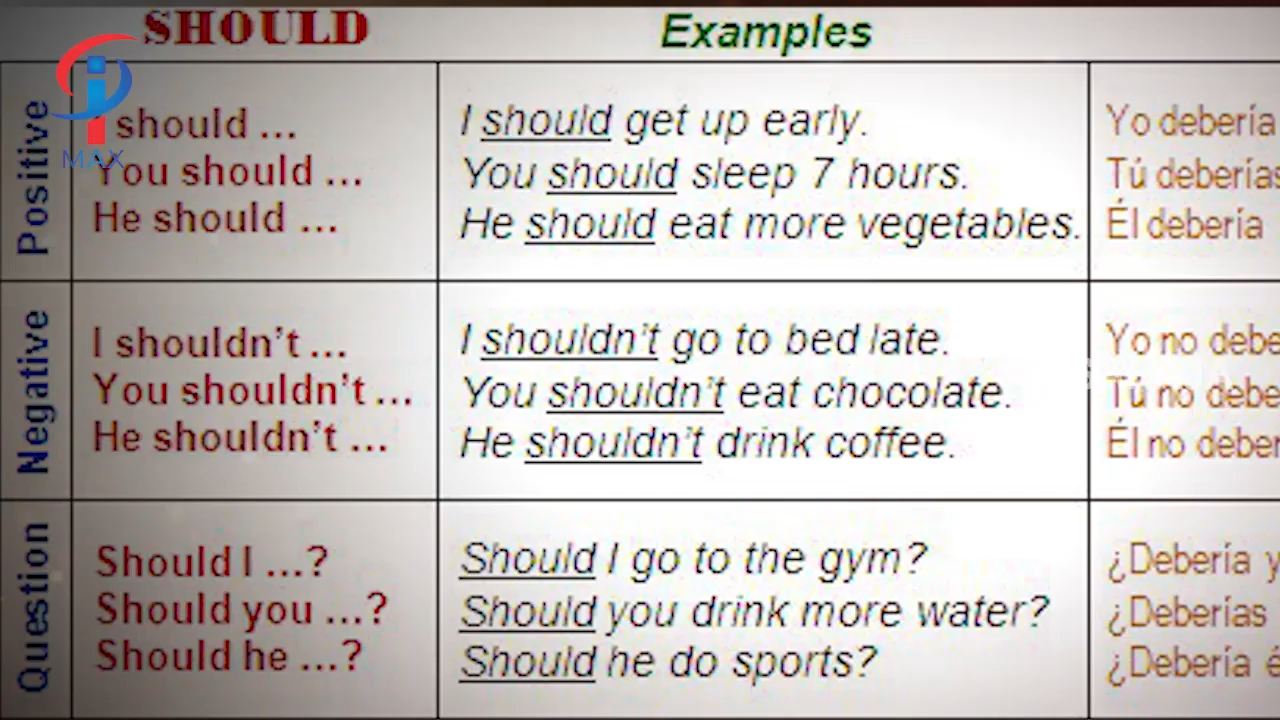 SHOULD Examples
MAX
Positive
should ...
You should ...
He should ...
I should get up early.
You should sleep 7 hours.
He should eat more vegetables.
Yo debería
Tú deberías
Él debería
Negative
I shouldn't ...
You shouldn't ...
He shouldn't ...
I shouldn't go to bed late.
You shouldn't eat chocolate.
He shouldn't drink coffee.
Yo no debe
Tú no debe
Él no deber
Question
Should I ...?
Should you ...?
Should he ...?
Should I go to the gym?
Should you drink more water?
Should he do sports?
¿Debería y
¿Deberías
¿Debería é